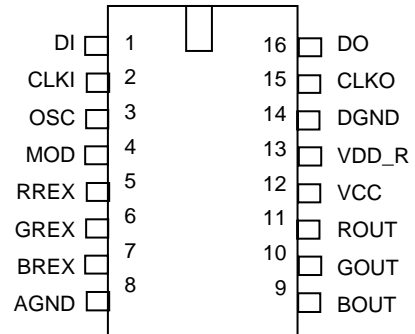 DI 1 16 DO
CLKI 2 15 CLKO
OSC 3 14 DGND
MOD 4 13 VDD_R
RREX 5 12 VCC
GREX 6 11 ROUT
BREX 7 10 GOUT
AGND 8 9 BOUT